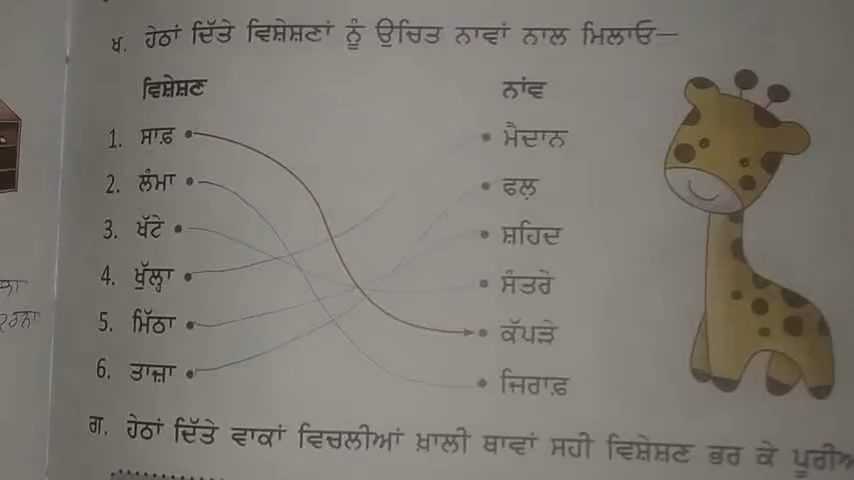 ਖ. ਹੇਠਾਂ ਦਿੱਤੇ ਵਿਸ਼ੇਸ਼ਣਾਂ ਨੂੰ ਉਚਿਤ ਨਾਵਾਂ ਨਾਲ ਮਿਲਾਓ—
ਵਿਸ਼ੇਸ਼ਣ ਨਾਂਵ
1. ਸਾਫ਼ ਮੈਦਾਨ
2. ਲੰਮਾ ਫਲ਼
3. ਖੱਟੇ ਸ਼ਹਿਦ
4. ਖੁੱਲ੍ਹਾ ਸੰਤਰੇ
5. ਮਿੱਠਾ ਕੱਪੜੇ
6. ਤਾਜ਼ਾ ਜਿਰਾਫ਼
ਗ. ਹੇਠਾਂ ਦਿੱਤੇ ਵਾਕਾਂ ਵਿਚਲੀਆਂ ਖ਼ਾਲੀ ਥਾਵਾਂ ਸਹੀ ਵਿਸ਼ੇਸ਼ਣ ਭਰ ਕੇ